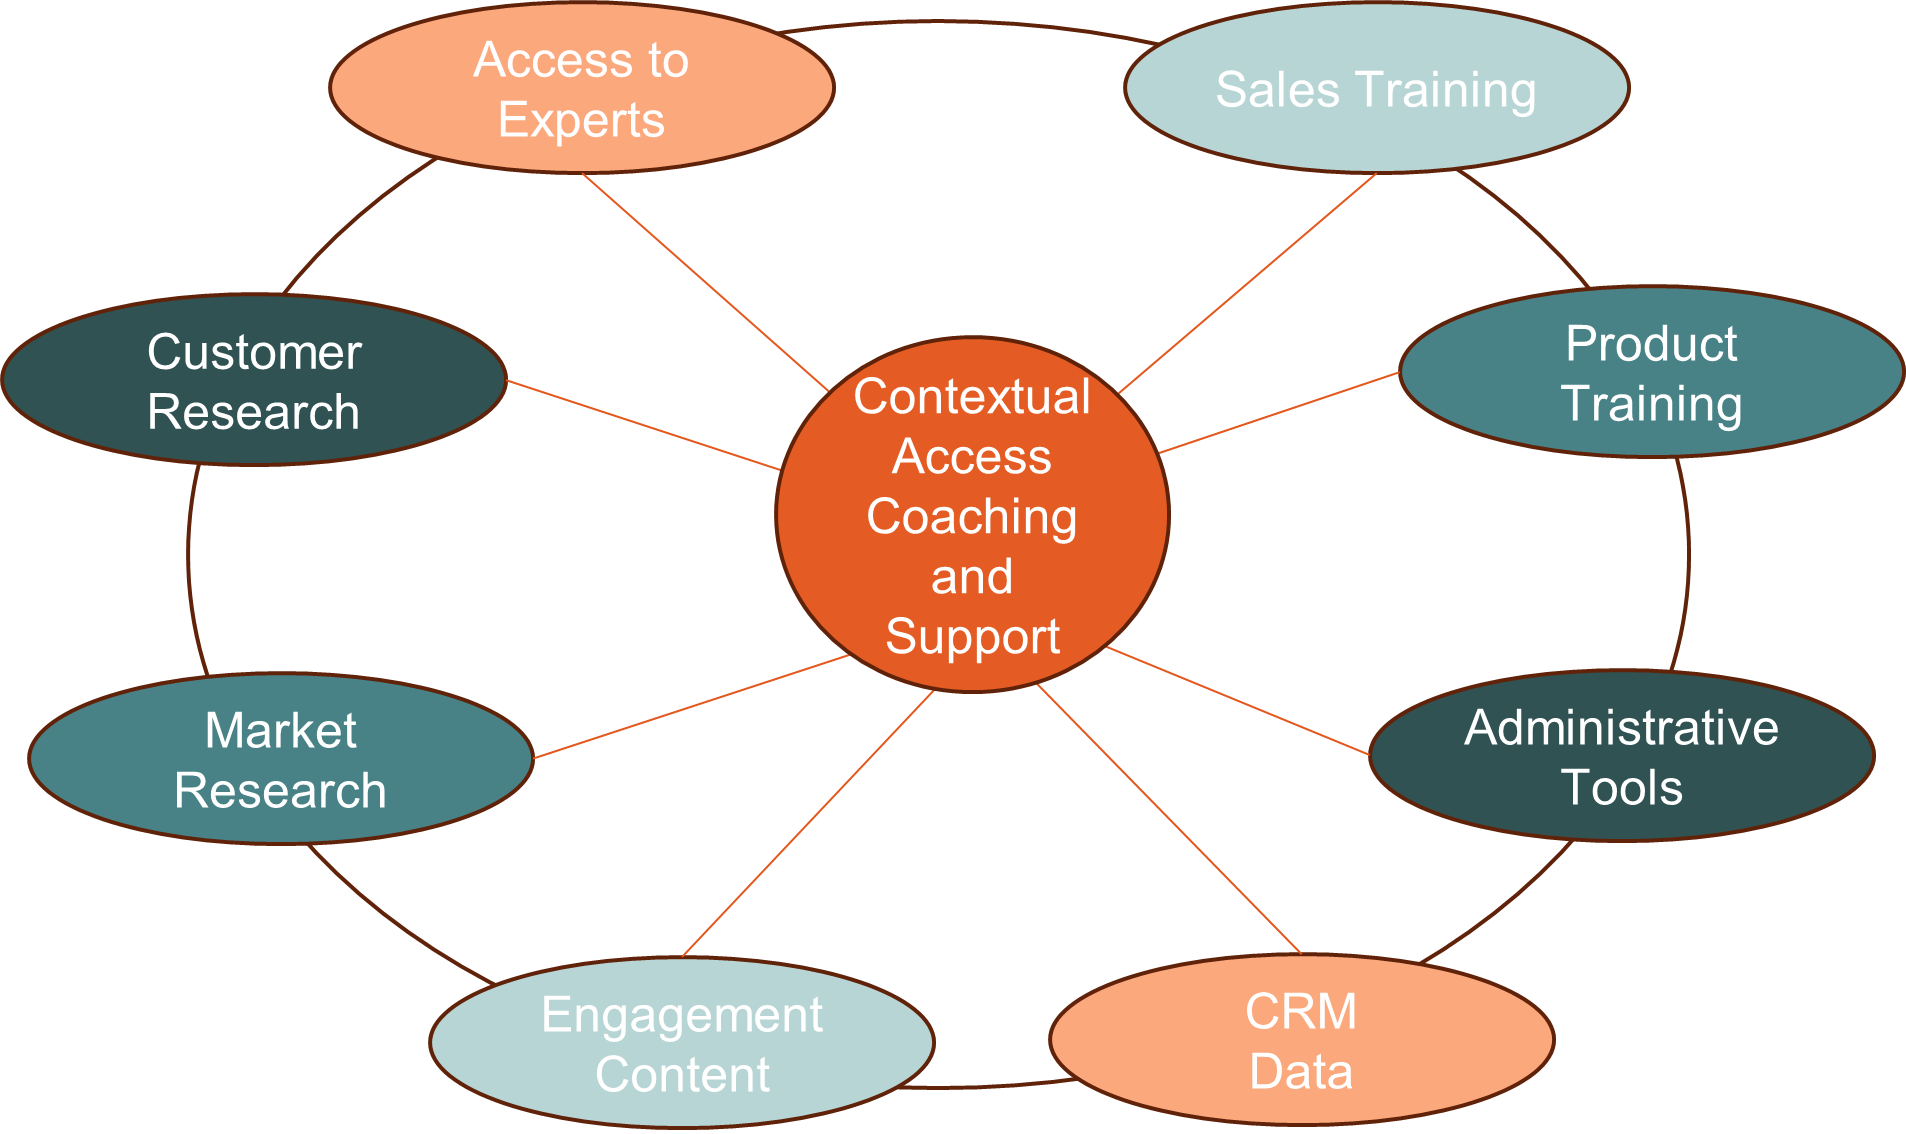 Access to
Experts
Sales Training
Customer
Research
Product
Training
Contextual
Access
Coaching
and
Support
Market
Research
Administrative
Tools
Engagement
Content
CRM
Data